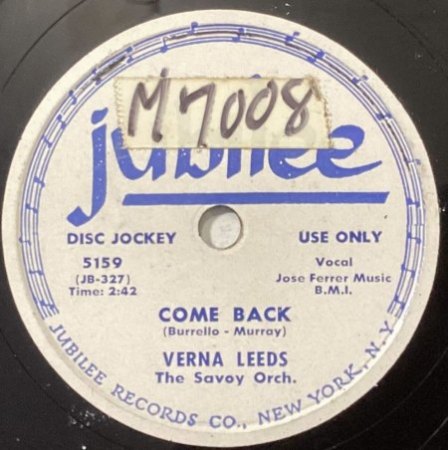 M7008
jubilee
DISC JOCKEY USE ONLY
5159 Vocal
(JB-327) Jose Ferrer Music
Time: 2:42 B.M.I.
COME BACK
(Burrello - Murray)
VERNA LEEDS
The Savoy Orch.
JUBILEE RECORDS CO., NEW YORK, N.Y.